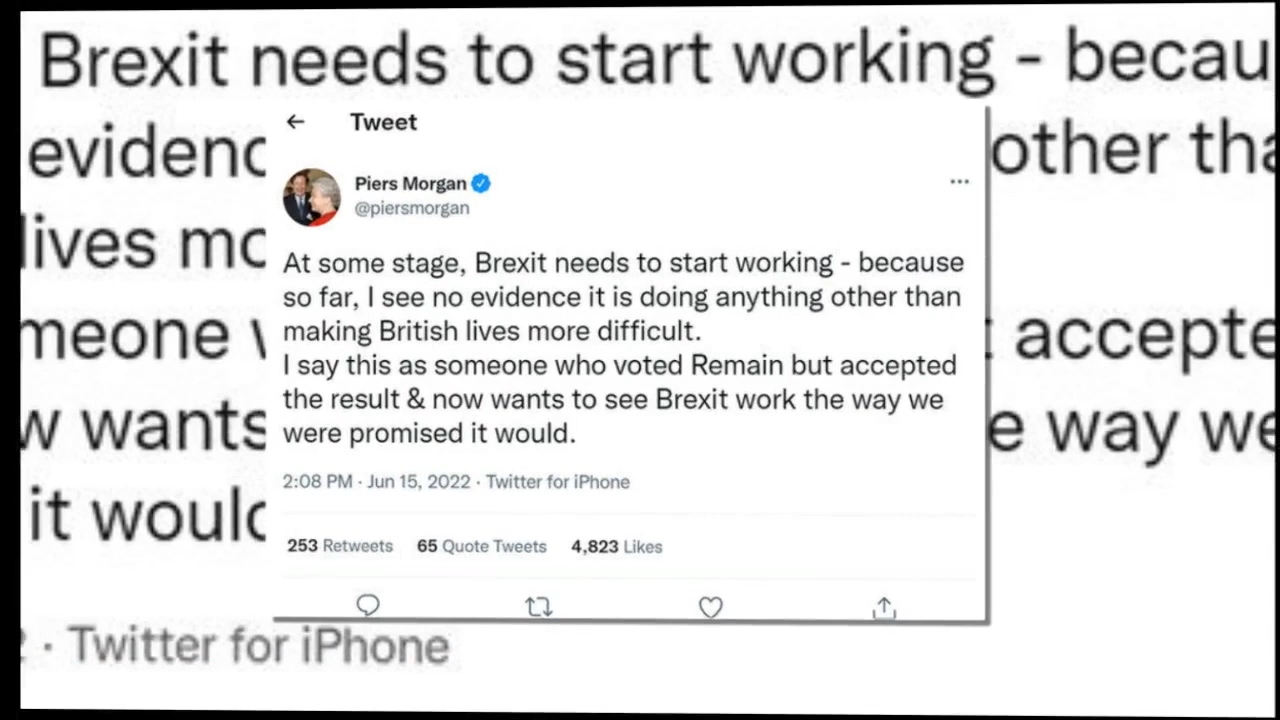 Brexit needs to start working - becau
evidenc
other tha
lives mo
meone
accepte
w wants
e way we
it would
· Twitter for iPhone
Tweet
Piers Morgan
@piersmorgan
At some stage, Brexit needs to start working - because
so far, I see no evidence it is doing anything other than
making British lives more difficult.
I say this as someone who voted Remain but accepted
the result & now wants to see Brexit work the way we
were promised it would.
2:08 PM · Jun 15, 2022 · Twitter for iPhone
253 Retweets 65 Quote Tweets 4,823 Likes